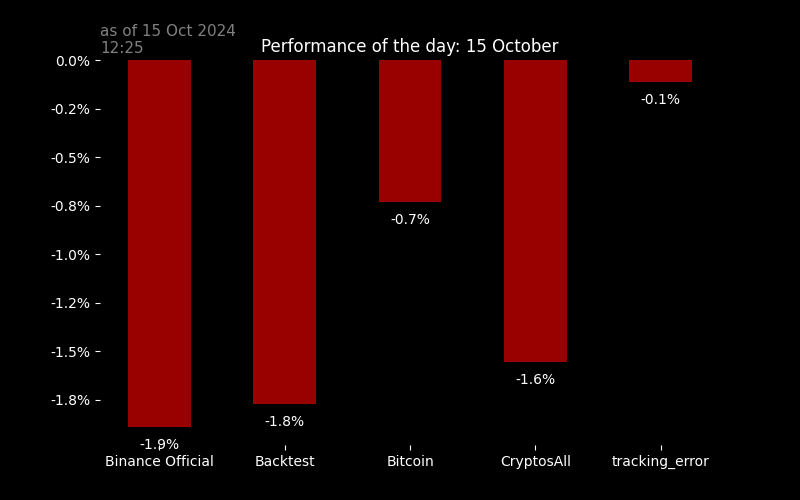 as of 15 Oct 2024
12:25
Performance of the day: 15 October
0.0%
-0.2%
-0.5%
-0.8%
-1.0%
-1.2%
-1.5%
-1.8%
-1.9%
-1.8%
-0.7%
-1.6%
-0.1%
Binance Official
Backtest
Bitcoin
CryptosAll
tracking_error